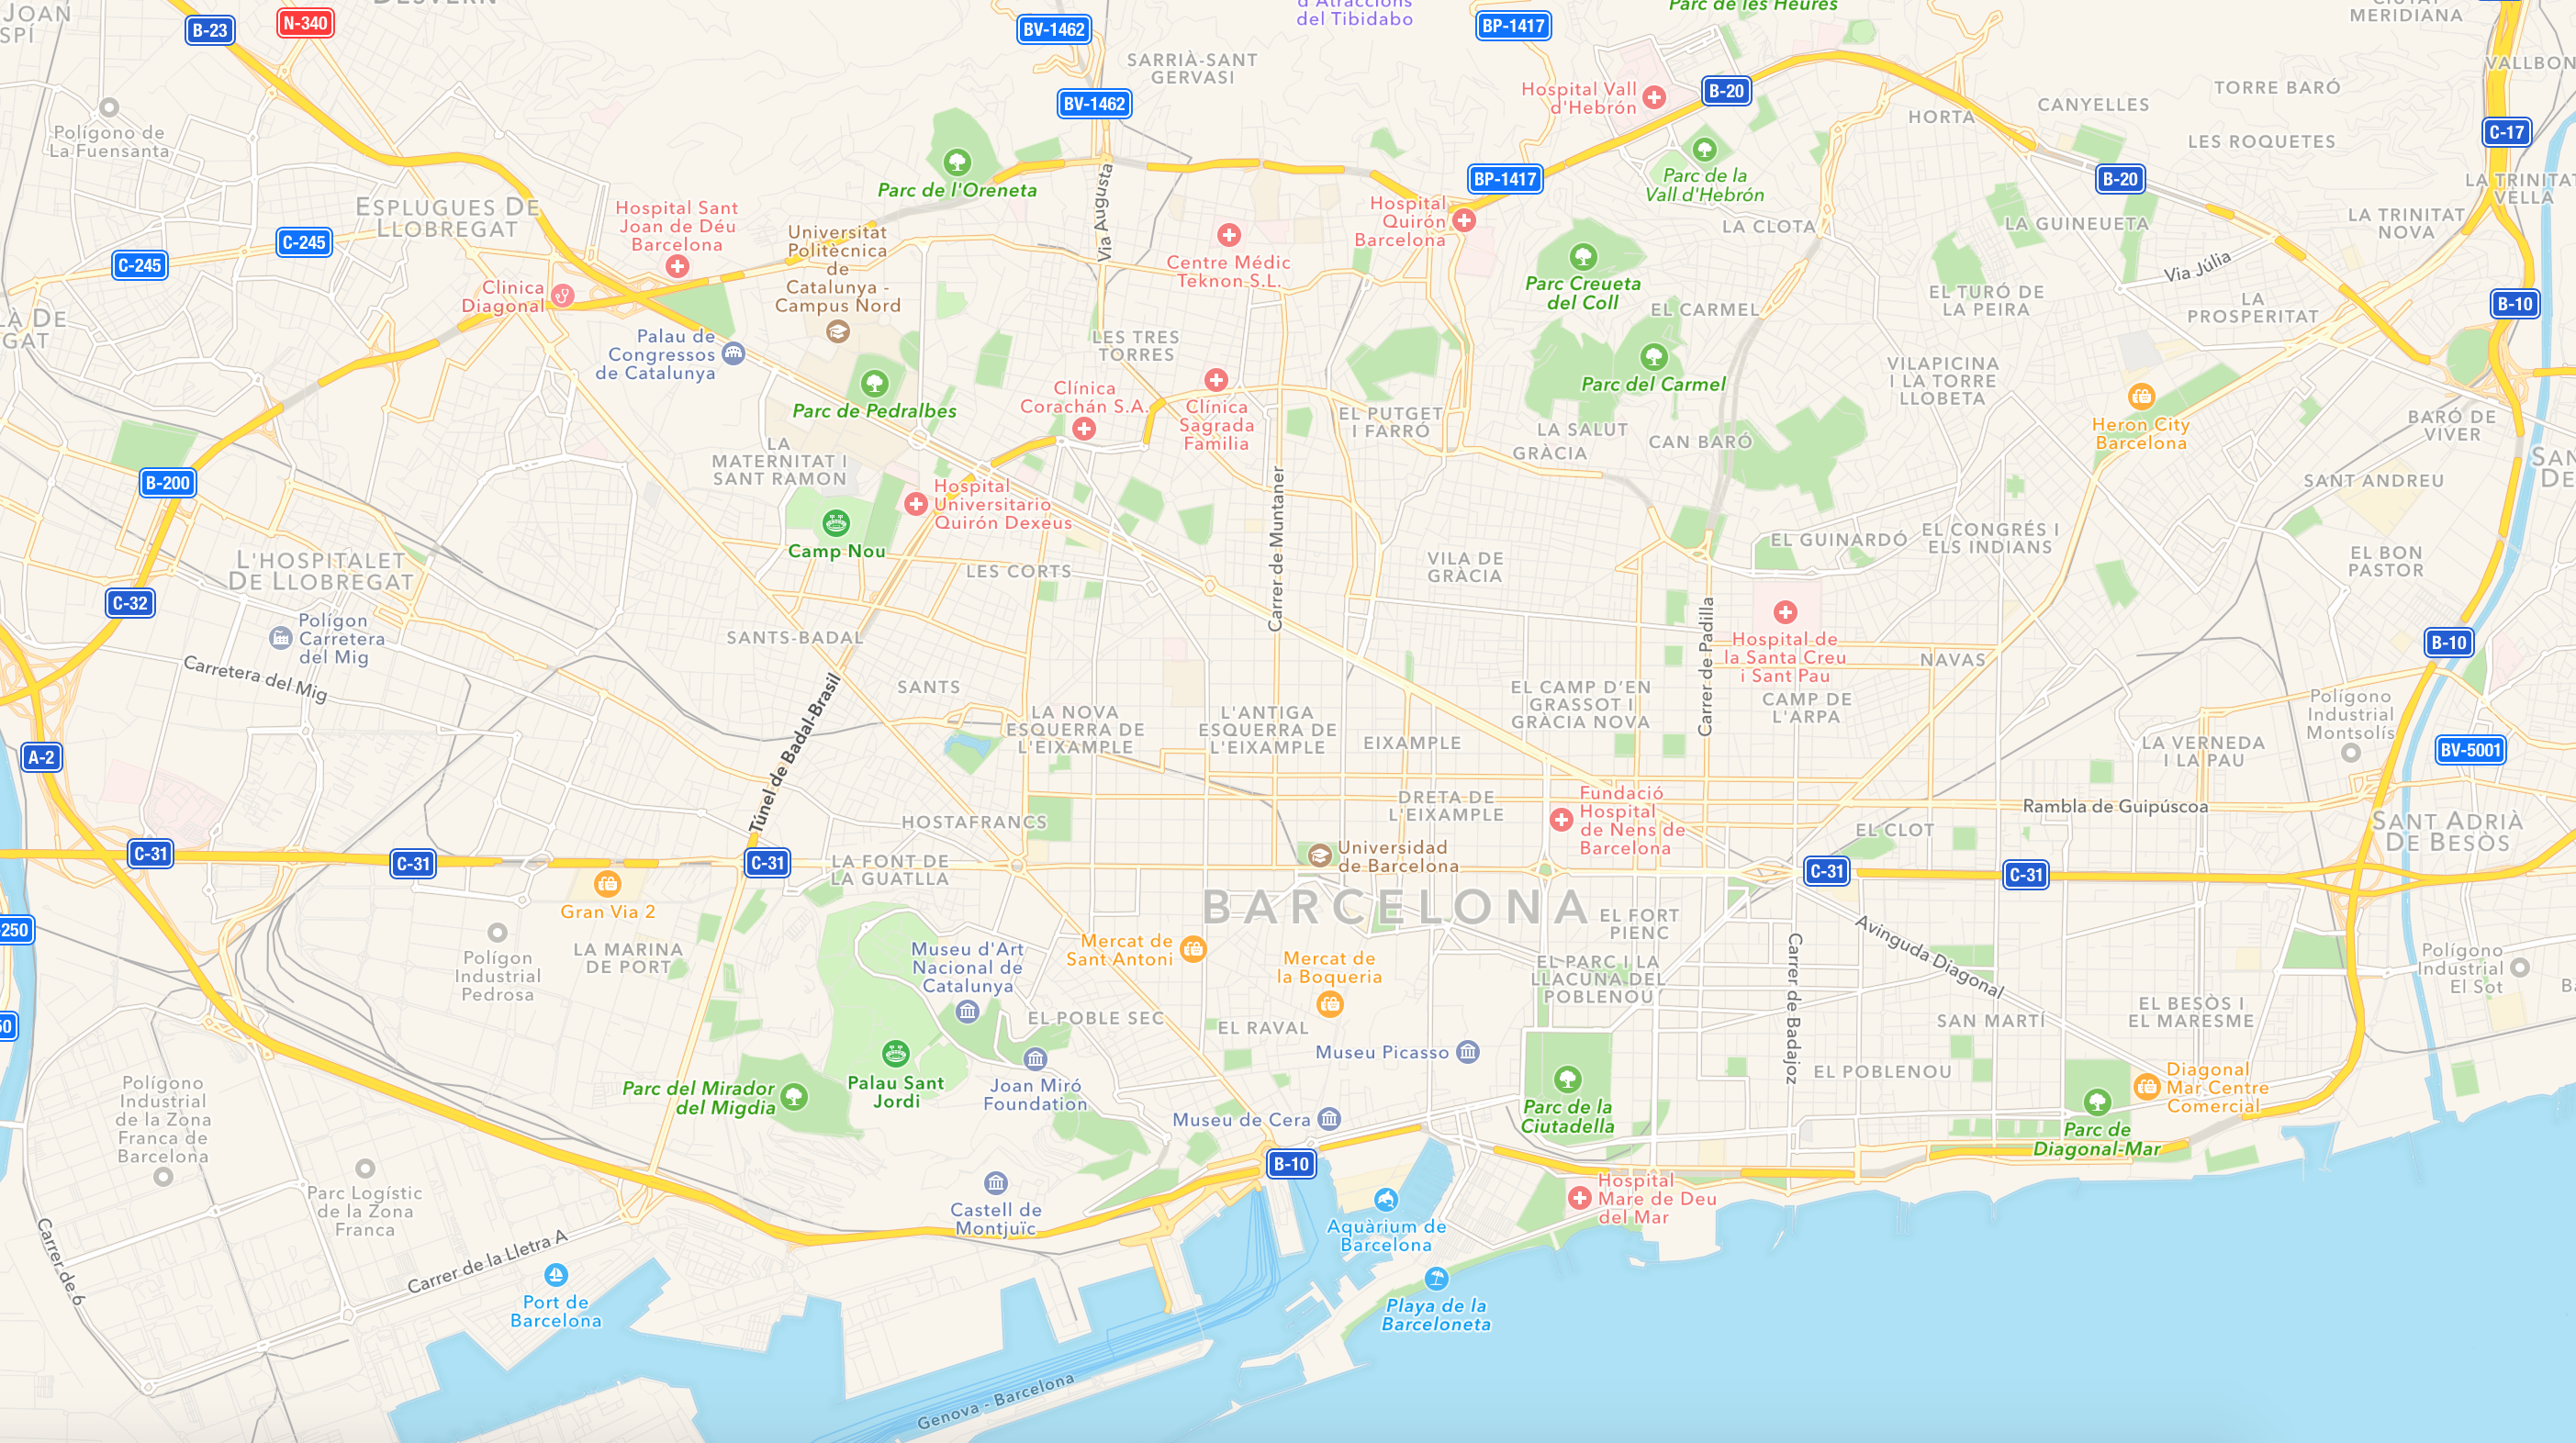 JOAN
SPÍ
B-23
N-340
BV-1462
d'Atraccions
del Tibidabo
BP-1417
Parc de les Heures
CIUTAT
MERIDIANA
SARRIÀ-SANT
GERVASI
BV-1462
Hospital Vall
d'Hebrón
B-20
HORTA
CANYELLES
TORRE BARÓ
VALLBON
C-17
LES ROQUETES
Polígono de
La Fuensanta
Parc de l'Oreneta
Via Augusta
BP-1417
Parc de la
Vall d'Hebrón
B-20
LA TRINITAT
VELLA
ESPLUGUES DE
LLOBREGAT
Hospital Sant
Joan de Déu
Barcelona
Universitat
Politècnica
de
Catalunya -
Campus Nord
Hospital
Quirón
Barcelona
LA CLOTA
LA GUINEUETA
LA TRINITAT
NOVA
C-245
C-245
Centre Médic
Teknon S.L.
Parc Creueta
del Coll
Via Júlia
Clinica
Diagonal
EL CARMEL
EL TURÓ DE
LA PEIRA
LA
PROSPERITAT
B-10
LÀ DE
GAT
Palau de
Congressos
de Catalunya
LES TRES
TORRES
Parc del Carmel
VILAPICINA
I LA TORRE
LLOBETA
Parc de Pedralbes
Clínica
Corachán S.A.
Clínica
Sagrada
Familia
EL PUTGET
I FARRÓ
LA SALUT
GRÀCIA
CAN BARÓ
Heron City
Barcelona
BARÓ DE
VIVER
LA
MATERNITAT I
SANT RAMON
B-200
Hospital
Universitario
Quirón Dexeus
Carrer de Muntaner
SANT ANDREU
SAN
DE
Camp Nou
EL GUINARDÓ
EL CONGRÉS I
ELS INDIANS
L'HOSPITALET
DE LLOBREGAT
LES CORTS
VILA DE
GRÀCIA
EL BON
PASTOR
C-32
Polígon
Carretera
del Mig
SANTS-BADAL
Carrer de Padilla
Hospital de
la Santa Creu
i Sant Pau
NAVAS
B-10
Carretera del Mig
Túnel de Badal-Brasil
SANTS
LA NOVA
ESQUERRA DE
L'EIXAMPLE
L'ANTIGA
ESQUERRA DE
L'EIXAMPLE
EIXAMPLE
EL CAMP D'EN
GRASSOT I
GRÀCIA NOVA
CAMP DE
L'ARPA
Polígono
Industrial
Montsolís
A-2
LA VERNEDA
I LA PAU
BV-5001
HOSTAFRANCS
DRETA DE
L'EIXAMPLE
Fundació
Hospital
de Nens de
Barcelona
Rambla de Guipúscoa
EL CLOT
SANT ADRIÀ
DE BESÒS
C-31
C-31
C-31
LA FONT DE
LA GUATLLA
Universidad
de Barcelona
C-31
C-31
Gran Via 2
BARCELONA
EL FORT
PIENC
Avinguda Diagonal
250
Polígon
Industrial
Pedrosa
LA MARINA
DE PORT
Museu d'Art
Nacional de
Catalunya
Mercat de
Sant Antoni
Mercat de
la Boqueria
EL PARC I LA
LLACUNA DEL
POBLENOU
Carrer de Badajoz
Polígono
Industrial
El Sot
EL POBLE SEC
EL RAVAL
SAN MARTÍ
EL BESÒS I
EL MARESME
50
Museu Picasso
Polígono
Industrial
de la Zona
Franca de
Barcelona
Parc del Mirador
del Migdia
Palau Sant
Jordi
Joan Miró
Foundation
EL POBLENOU
Diagonal
Mar Centre
Comercial
Museu de Cera
Parc de la
Ciutadella
Parc de
Diagonal-Mar
B-10
Parc Logístic
de la Zona
Franca
Castell de
Montjuïc
Aquàrium de
Barcelona
Hospital
Mare de Deu
del Mar
Carrer de 6
Carrer de la Lletra A
Port de
Barcelona
Playa de la
Barceloneta
Genova - Barcelona